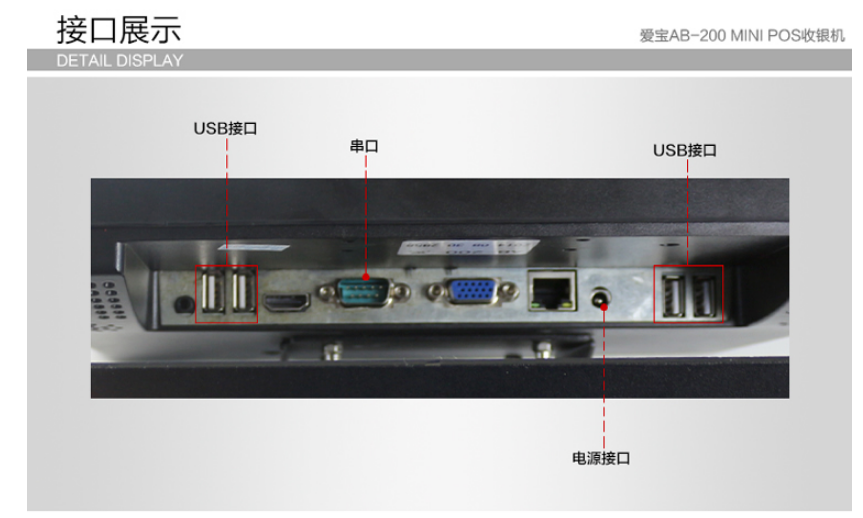 接口展示
爱宝AB-200 MINI POS收银机
DETAIL DISPLAY
USB接口
串口
USB接口
电源接口